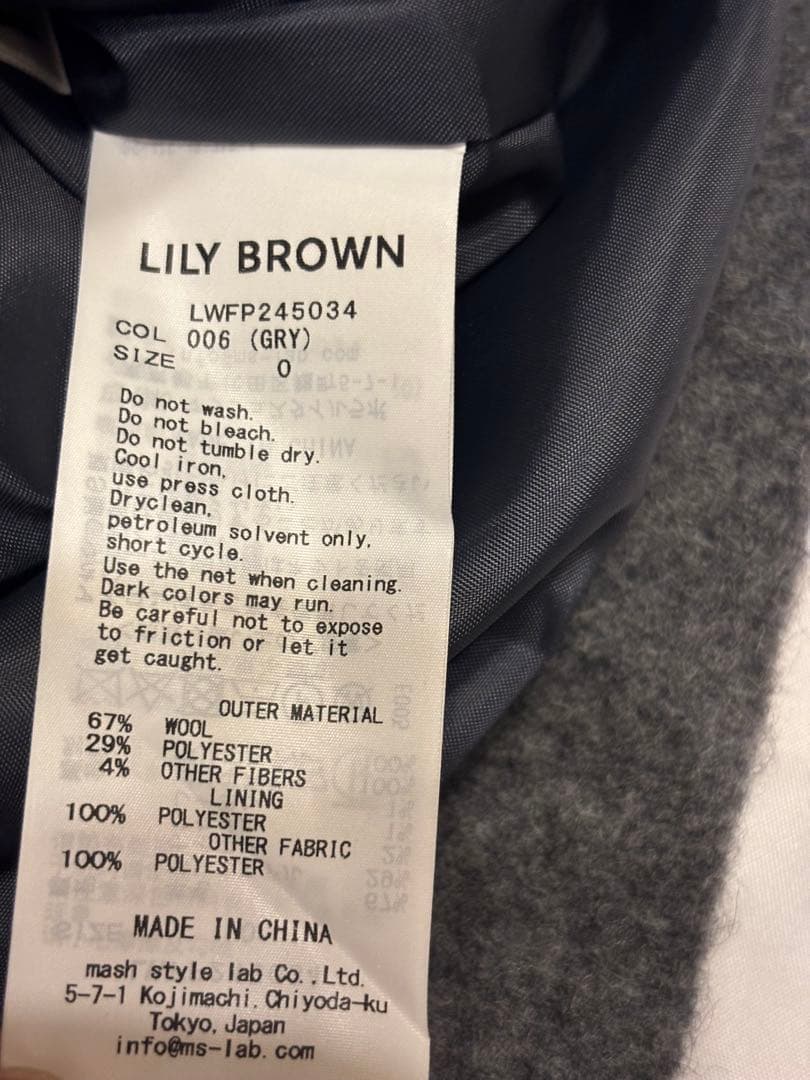 LILY BROWN
LWFP245034
COL 006 (GRY)
SIZE 0
Do not wash.
Do not bleach.
Do not tumble dry.
Cool iron,
use press cloth.
Dryclean,
petroleum solvent only,
short cycle.
Use the net when cleaning.
Dark colors may run.
Be careful not to expose
to friction or let it
get caught.
OUTER MATERIAL
67% WOOL
29% POLYESTER
4% OTHER FIBERS
LINING
100% POLYESTER
OTHER FABRIC
100% POLYESTER
MADE IN CHINA
mash style lab Co.,Ltd.
5-7-1 Kojimachi, Chiyoda-ku
Tokyo, Japan
info@ms-lab.com